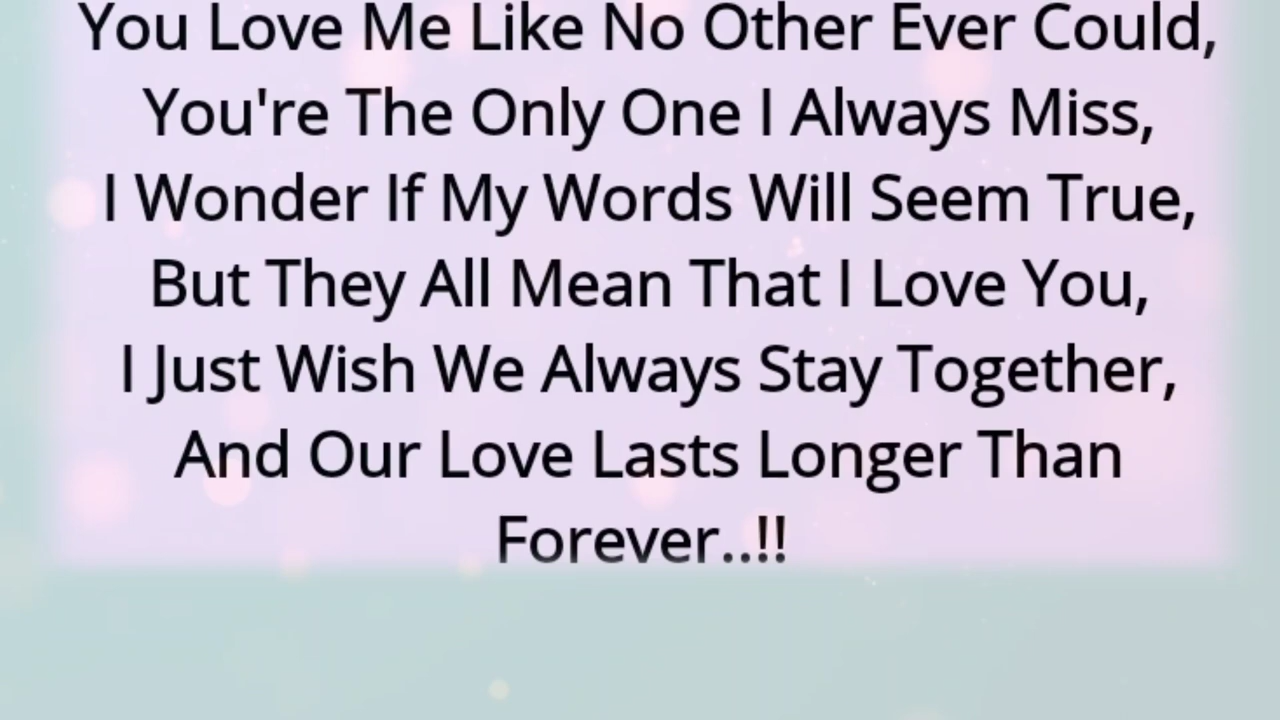 You Love Me Like No Other Ever Could,
You're The Only One I Always Miss,
I Wonder If My Words Will Seem True,
But They All Mean That I Love You,
I Just Wish We Always Stay Together,
And Our Love Lasts Longer Than
Forever..!!